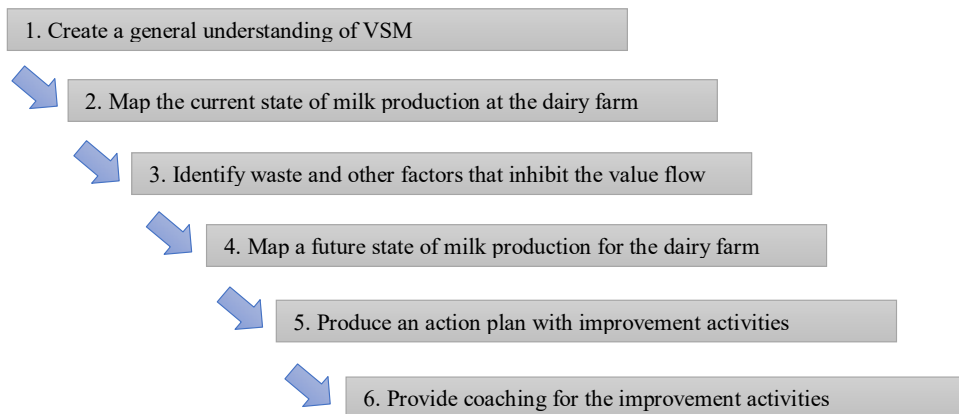 1. Create a general understanding of VSM
2. Map the current state of milk production at the dairy farm
3. Identify waste and other factors that inhibit the value flow
4. Map a future state of milk production for the dairy farm
5. Produce an action plan with improvement activities
6. Provide coaching for the improvement activities